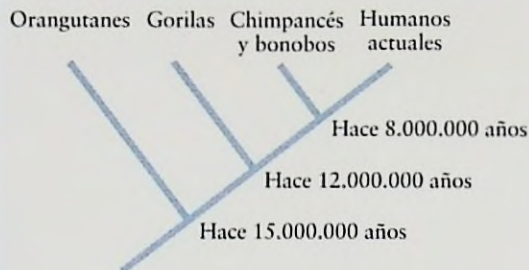 Orangutanes Gorilas Chimpancés y bonobos Humanos actuales
Hace 8.000.000 años
Hace 12.000.000 años
Hace 15.000.000 años